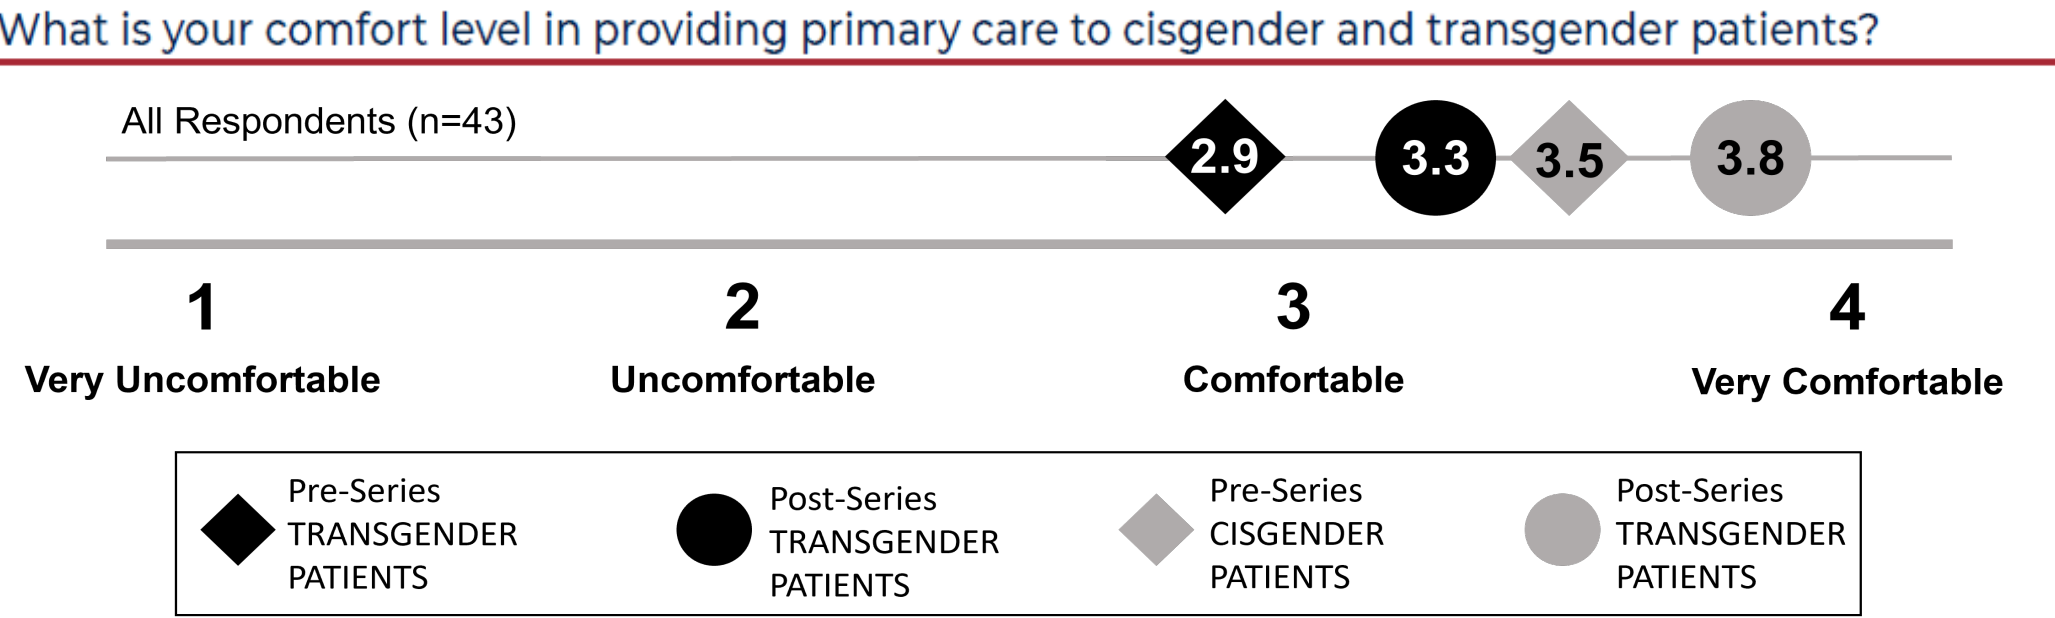 What is your comfort level in providing primary care to cisgender and transgender patients?
All Respondents (n=43)
2.9 3.3 3.5 3.8
1 2 3 4
Very Uncomfortable Uncomfortable Comfortable Very Comfortable
Pre-Series
TRANSGENDER
PATIENTS
Post-Series
TRANSGENDER
PATIENTS
Pre-Series
CISGENDER
PATIENTS
Post-Series
TRANSGENDER
PATIENTS